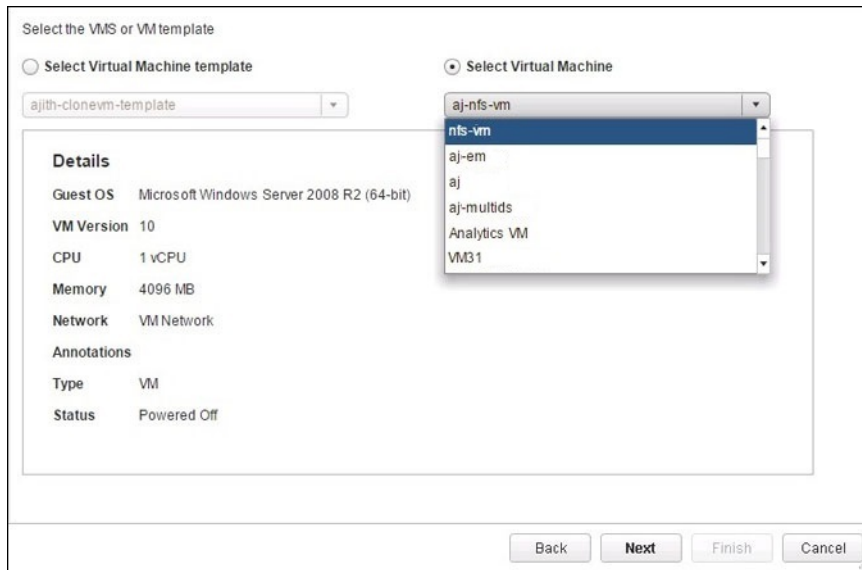 Select the VMS or VM template
Select Virtual Machine template
Select Virtual Machine
ajith-clonevm-template
aj-nfs-vm
nfs-vm
aj-em
aj
aj-multids
Analytics VM
VM31
Details
Guest OS Microsoft Windows Server 2008 R2 (64-bit)
VM Version 10
CPU 1 vCPU
Memory 4096 MB
Network VM Network
Annotations
Type VM
Status Powered Off
Back Next Finish Cancel